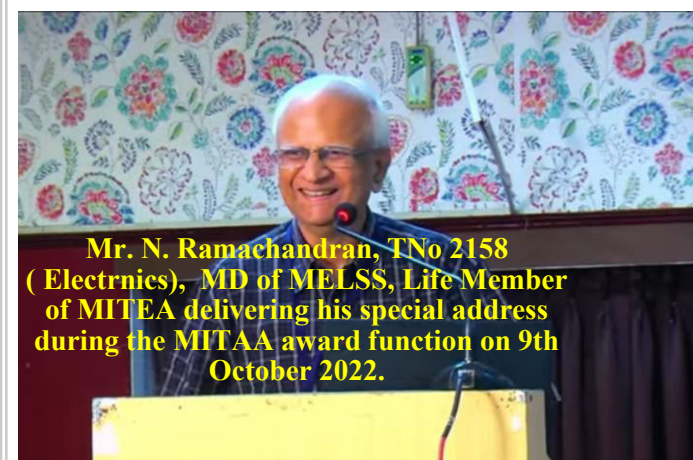 Mr. N. Ramachandran, TNo 2158
( Electrnics), MD of MELSS, Life Member
of MITEA delivering his special address
during the MITAA award function on 9th
October 2022.